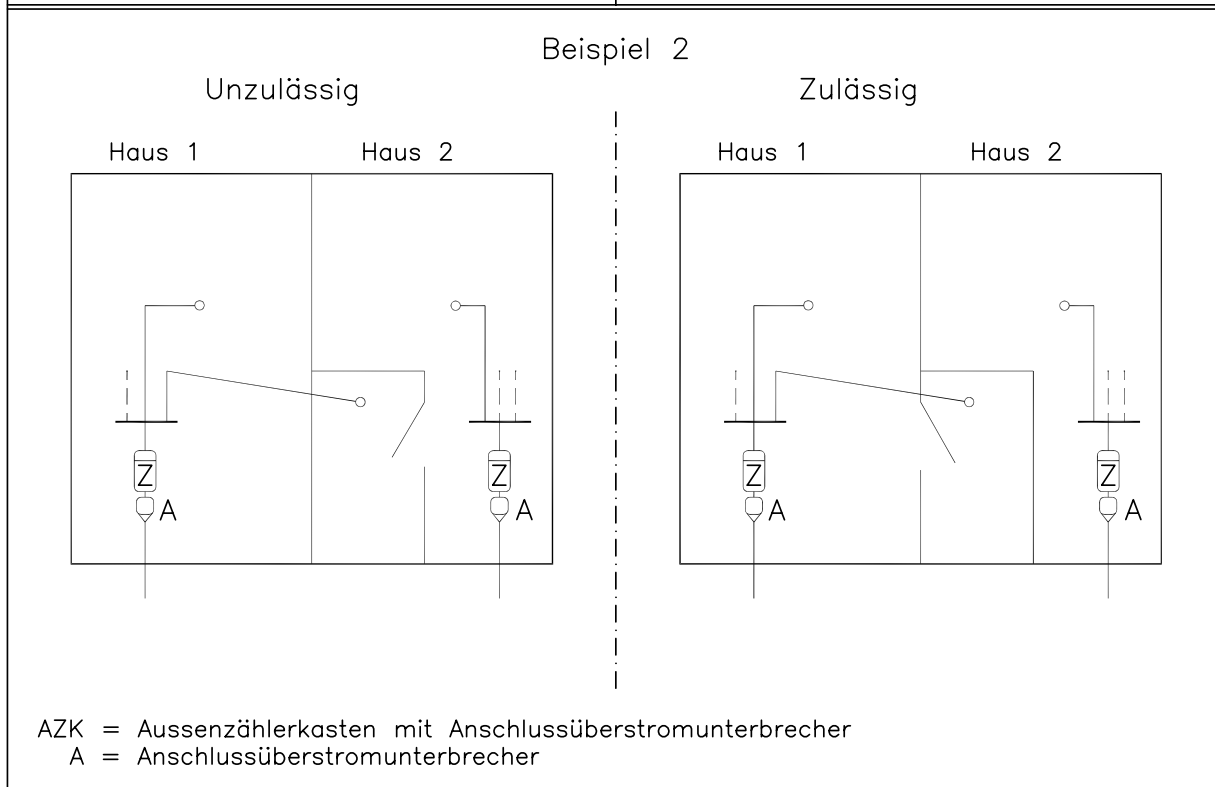 Beispiel 2
Unzulässig
Zulässig
Haus 1
Haus 2
Haus 1
Haus 2
Z
A
Z
A
Z
A
Z
A
AZK = Aussenzählerkasten mit Anschlussüberstromunterbrecher
A = Anschlussüberstromunterbrecher